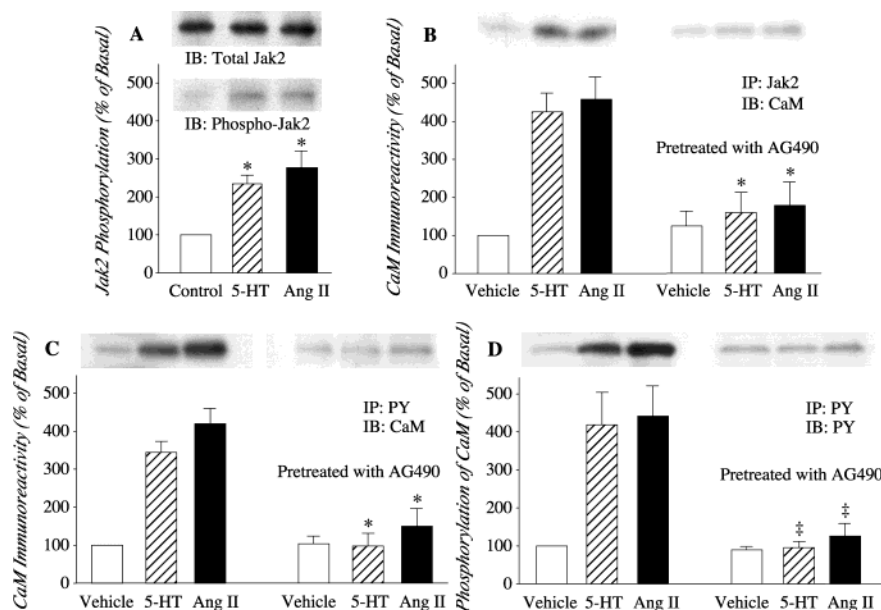 A
IB: Total Jak2
IB: Phospho-Jak2
Jak2 Phosphorylation (% of Basal)
500
400
300
200
100
0
* *
Control 5-HT Ang II
B
IP: Jak2
IB: CaM
Pretreated with AG490
CaM Immunoreactivity (% of Basal)
500
400
300
200
100
0
* *
Vehicle 5-HT Ang II Vehicle 5-HT Ang II
C
IP: PY
IB: CaM
Pretreated with AG490
CaM Immunoreactivity (% of Basal)
500
400
300
200
100
0
* *
Vehicle 5-HT Ang II Vehicle 5-HT Ang II
D
IP: PY
IB: PY
Pretreated with AG490
Phosphorylation of CaM (% of Basal)
500
400
300
200
100
0
‡ ‡
Vehicle 5-HT Ang II Vehicle 5-HT Ang II